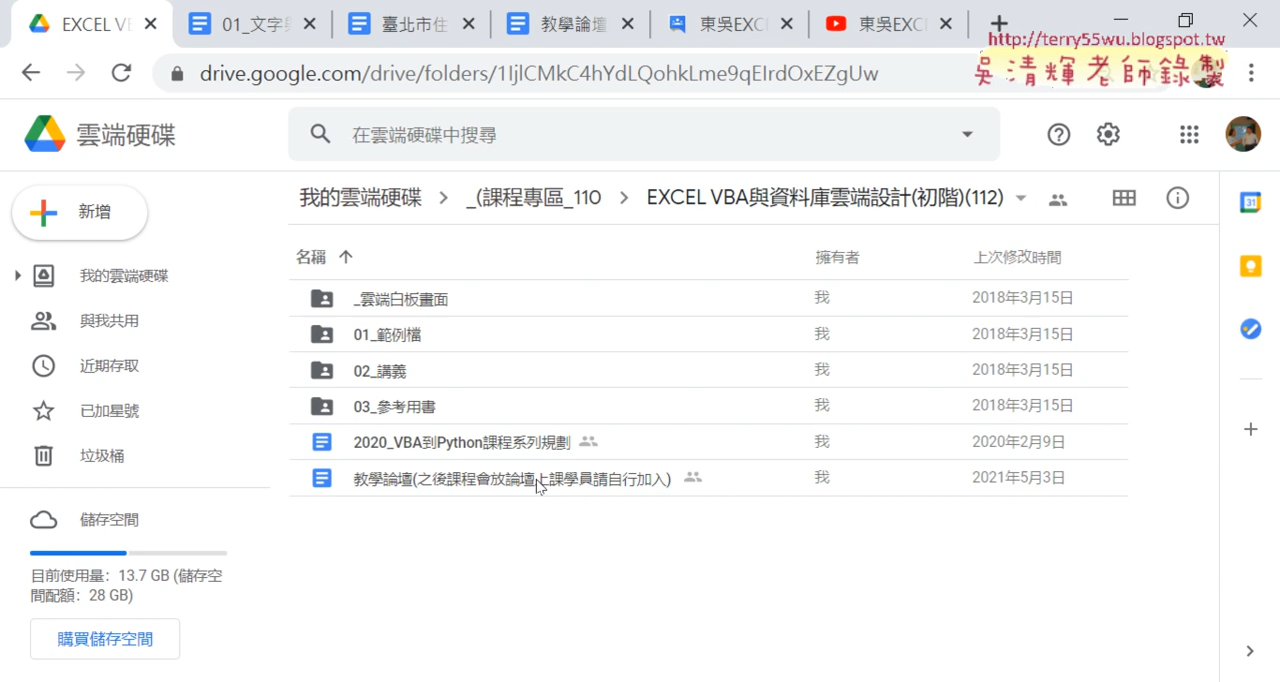 EXCEL VB
01_文字
臺北市住
教學論壇
東吳EXC
東吳EXC
http://terry55wu.blogspot.tw
吳清輝老師錄製
drive.google.com/drive/folders/1IjlCMkC4hYdLQohkLme9qEIrdOxEZgUw
雲端硬碟
在雲端硬碟中搜尋
新增
我的雲端硬碟 > _(課程專區_110 > EXCEL VBA與資料庫雲端設計(初階)(112)
名稱 擁有者 上次修改時間
我的雲端硬碟
與我共用
近期存取
已加星號
垃圾桶
儲存空間
目前使用量：13.7 GB (儲存空
間配額：28 GB)
購買儲存空間
_雲端白板畫面 我 2018年3月15日
01_範例檔 我 2018年3月15日
02_講義 我 2018年3月15日
03_參考用書 我 2018年3月15日
2020_VBA到Python課程系列規劃 我 2020年2月9日
教學論壇(之後課程會放論壇上課學員請自行加入) 我 2021年5月3日
31